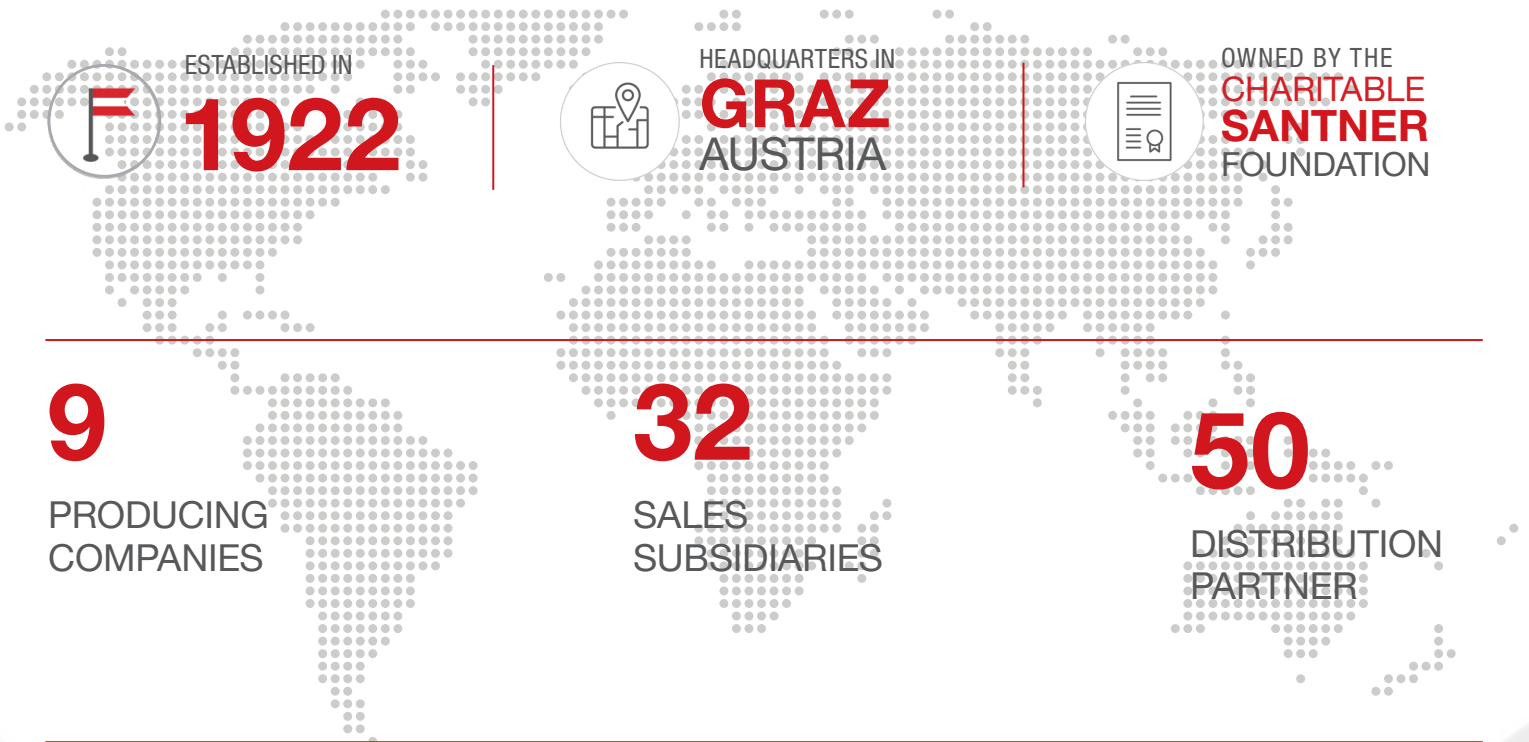 ESTABLISHED IN
1922
HEADQUARTERS IN
GRAZ
AUSTRIA
OWNED BY THE
CHARITABLE
SANTNER
FOUNDATION
9
PRODUCING
COMPANIES
32
SALES
SUBSIDIARIES
50
DISTRIBUTION
PARTNER